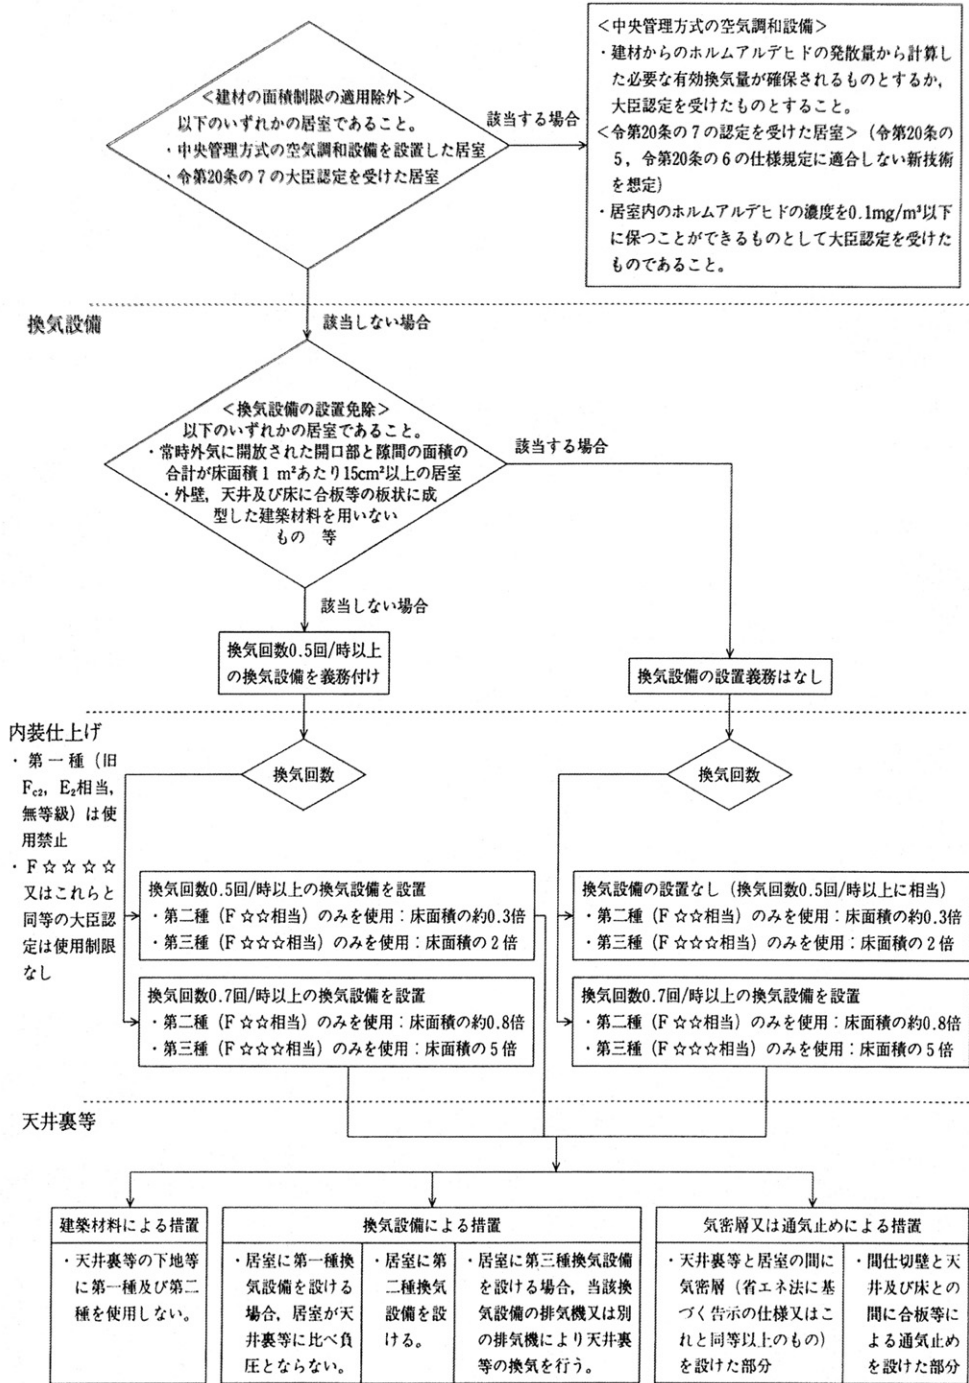 <建材の面積制限の適用除外>
以下のいずれかの居室であること。
・中央管理方式の空気調和設備を設置した居室
・令第20条の7の大臣認定を受けた居室
該当する場合
<中央管理方式の空気調和設備>
・建材からのホルムアルデヒドの発散量から計算し
た必要な有効換気量が確保されるものとするか,
大臣認定を受けたものとすること。
<令第20条の7の認定を受けた居室>(令第20条の
5,令第20条の6の仕様規定に適合しない新技術
を想定)
・居室内のホルムアルデヒドの濃度を0.1mg/m³以下
に保つことができるものとして大臣認定を受けた
ものであること。
換気設備
該当しない場合
<換気設備の設置免除>
以下のいずれかの居室であること。
・常時外気に開放された開口部と隙間の面積の
合計が床面積1 m²あたり15cm²以上の居室
・外壁,天井及び床に合板等の板状に成
型した建築材料を用いない
もの 等
該当する場合
該当しない場合
換気回数0.5回/時以上
の換気設備を義務付け
換気設備の設置義務はなし
内装仕上げ
・第一種(旧
Fc2, E2相当,
無等級)は使
用禁止
・F☆☆☆☆
又はこれらと
同等の大臣認
定は使用制限
なし
換気回数
換気回数
換気回数0.5回/時以上の換気設備を設置
・第二種(F☆☆相当)のみを使用:床面積の約0.3倍
・第三種(F☆☆☆相当)のみを使用:床面積の2倍
換気設備の設置なし(換気回数0.5回/時以上に相当)
・第二種(F☆☆相当)のみを使用:床面積の約0.3倍
・第三種(F☆☆☆相当)のみを使用:床面積の2倍
換気回数0.7回/時以上の換気設備を設置
・第二種(F☆☆相当)のみを使用:床面積の約0.8倍
・第三種(F☆☆☆相当)のみを使用:床面積の5倍
換気回数0.7回/時以上の換気設備を設置
・第二種(F☆☆相当)のみを使用:床面積の約0.8倍
・第三種(F☆☆☆相当)のみを使用:床面積の5倍
天井裏等
建築材料による措置
・天井裏等の下地等
に第一種及び第二
種を使用しない。
換気設備による措置
・居室に第一種換
気設備を設ける
場合,居室が天
井裏等に比べ負
圧とならない。
・居室に第
二種換気
設備を設
ける。
・居室に第三種換気設備
を設ける場合,当該換
気設備の排気機又は別
の排気機により天井裏
等の換気を行う。
気密層又は通気止めによる措置
・天井裏等と居室の間に
気密層(省エネ法に基
づく告示の仕様又はこ
れと同等以上のもの)
を設けた部分
・間仕切壁と天
井及び床との
間に合板等に
よる通気止め
を設けた部分